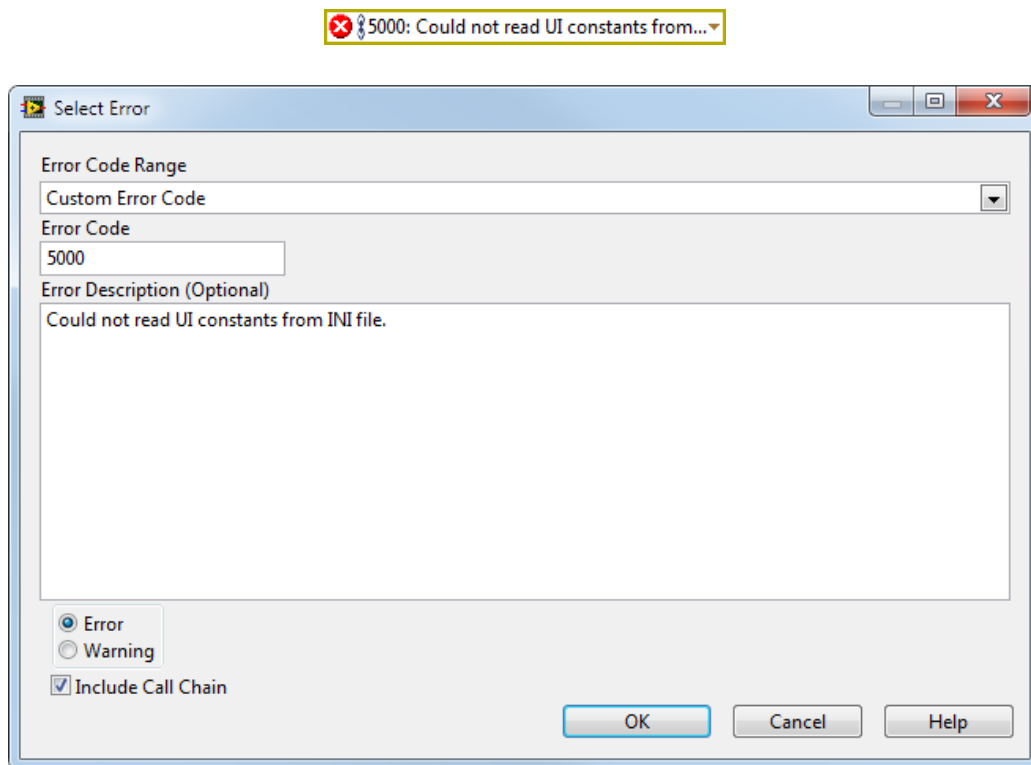 5000: Could not read UI constants from...
Select Error
Error Code Range
Custom Error Code
Error Code
5000
Error Description (Optional)
Could not read UI constants from INI file.
Error
Warning
Include Call Chain
OK Cancel Help